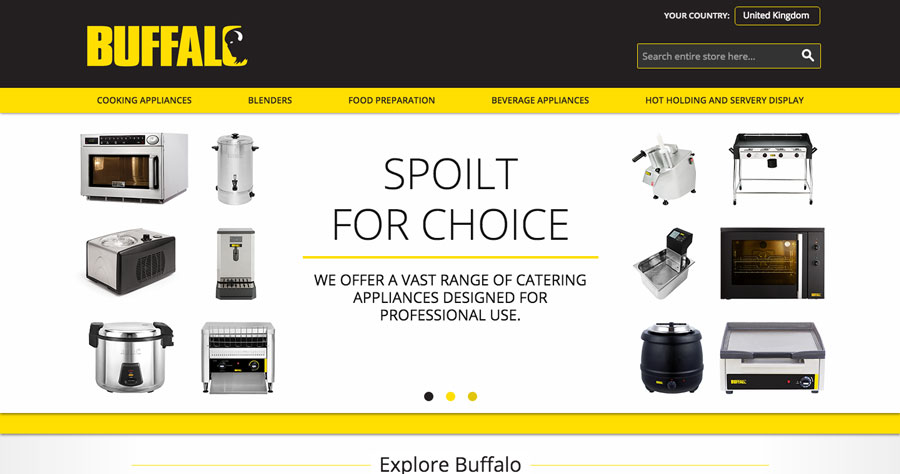 BUFFALO
YOUR COUNTRY: United Kingdom
Search entire store here...
COOKING APPLIANCES BLENDERS FOOD PREPARATION BEVERAGE APPLIANCES HOT HOLDING AND SERVERY DISPLAY
SPOILT
FOR CHOICE
WE OFFER A VAST RANGE OF CATERING
APPLIANCES DESIGNED FOR
PROFESSIONAL USE.
BUFFALO
Explore Buffalo